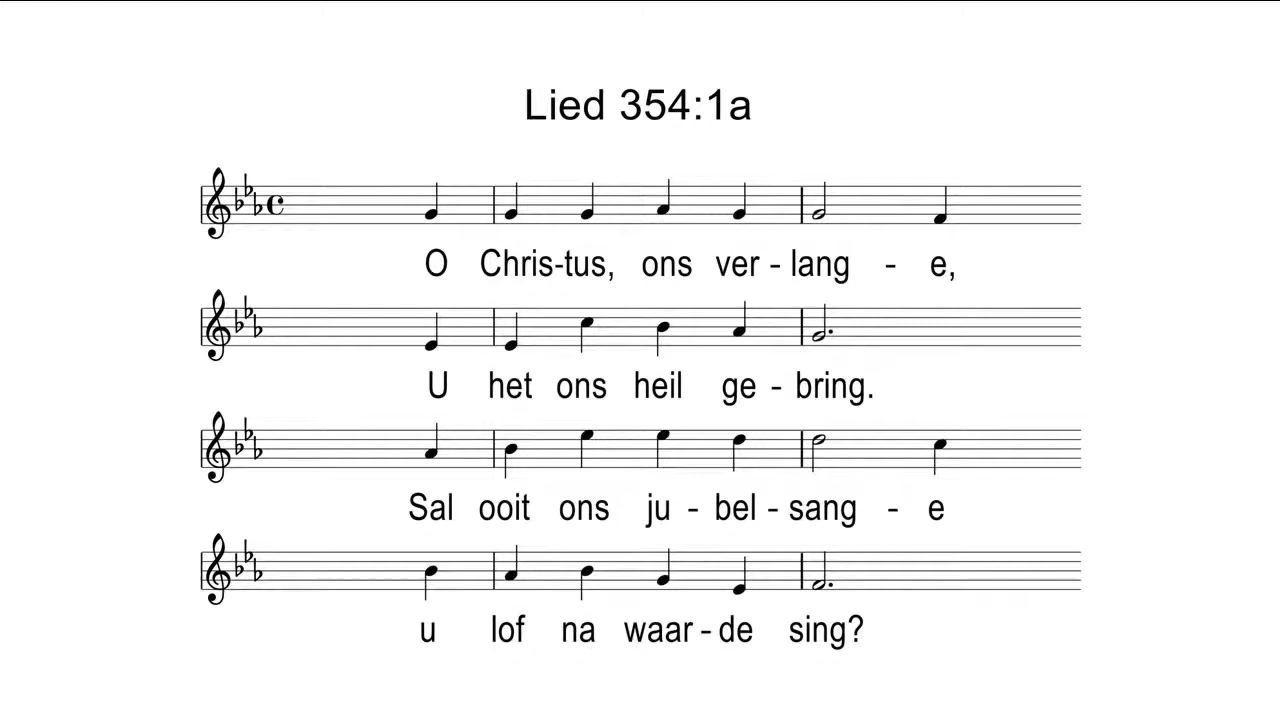 Lied 354:1a
O Chris-tus, ons ver - lang - e,
U het ons heil ge - bring.
Sal ooit ons ju - bel - sang - e
u lof na waar - de sing?